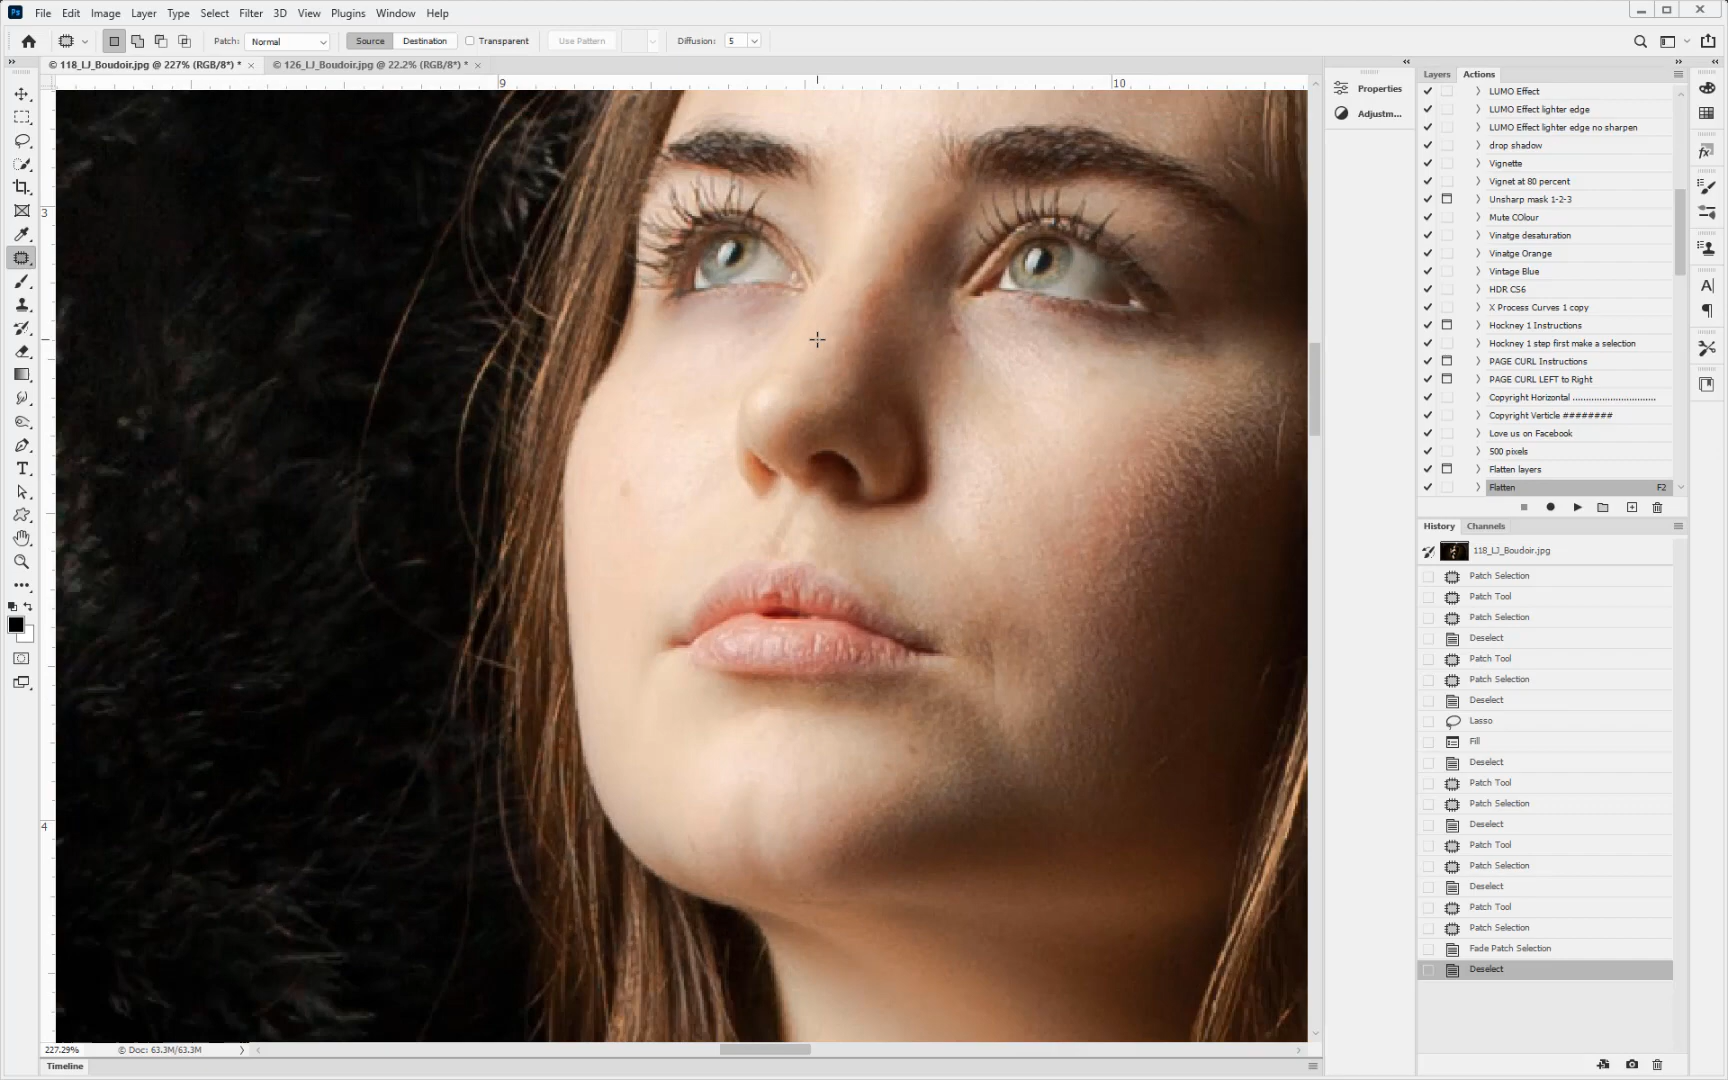 Ps File Edit Image Layer Type Select Filter 3D View Plugins Window Help
Patch: Normal Source Destination Transparent Use Pattern Diffusion: 5
© 118_LJ_Boudoir.jpg @ 227% (RGB/8*) * © 126_LJ_Boudoir.jpg @ 22.2% (RGB/8*) *
9 10
3
4
Properties
Adjustm...
Layers Actions
LUMO Effect
LUMO Effect lighter edge
LUMO Effect lighter edge no sharpen
drop shadow
Vignette
Vignet at 80 percent
Unsharp mask 1-2-3
Mute COlour
Vinatge desaturation
Vinatge Orange
Vintage Blue
HDR CS6
X Process Curves 1 copy
Hockney 1 Instructions
Hockney 1 step first make a selection
PAGE CURL Instructions
PAGE CURL LEFT to Right
Copyright Horizontal ................................
Copyright Verticle ########
Love us on Facebook
500 pixels
Flatten layers
Flatten F2
History Channels
118_LJ_Boudoir.jpg
Patch Selection
Patch Tool
Patch Selection
Deselect
Patch Tool
Patch Selection
Deselect
Lasso
Fill
Deselect
Patch Tool
Patch Selection
Deselect
Patch Tool
Patch Selection
Deselect
Patch Tool
Patch Selection
Fade Patch Selection
Deselect
227.29% © Doc: 63.3M/63.3M
Timeline